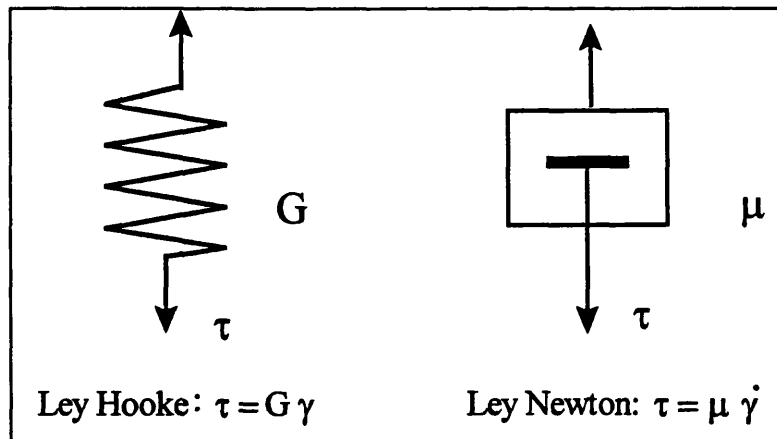 G
μ
τ
τ
Ley Hooke: τ = G γ
Ley Newton: τ = μ γ̇